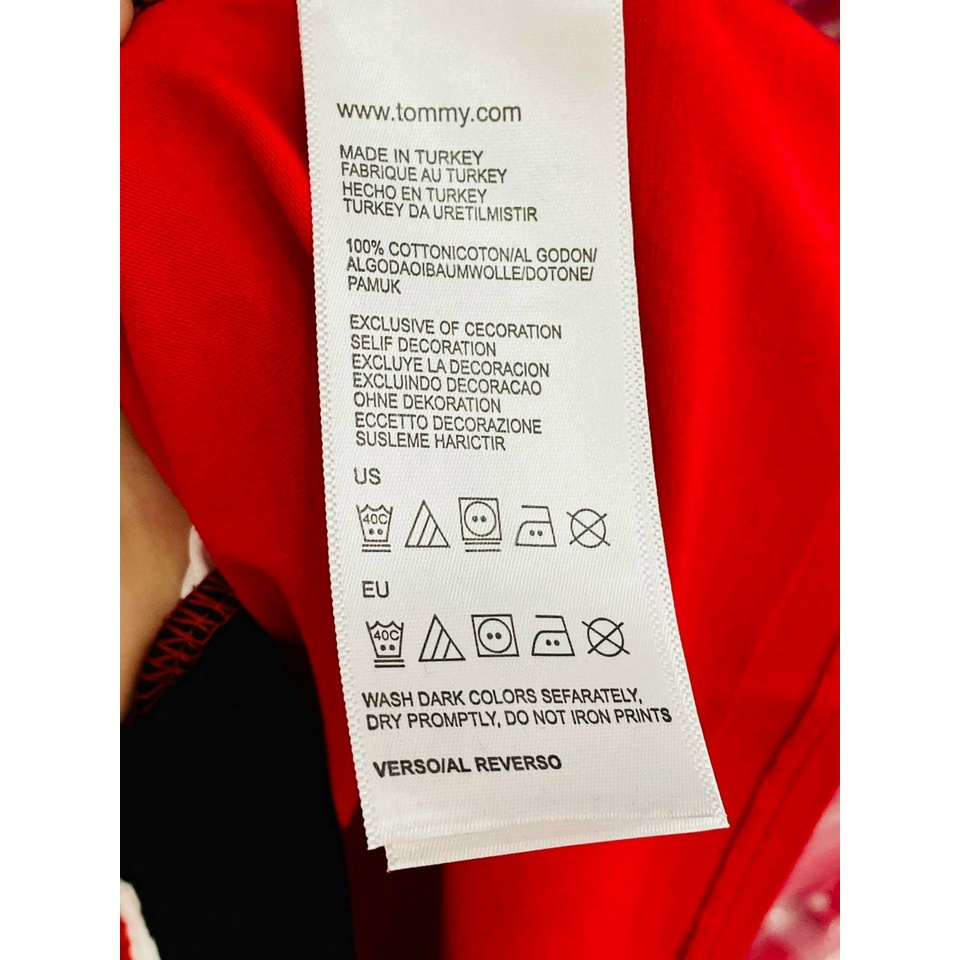 www.tommy.com
MADE IN TURKEY
FABRIQUE AU TURKEY
HECHO EN TURKEY
TURKEY DA URETILMISTIR
100% COTTONICOTON/AL GODON/
ALGODAOIBAUMWOLLE/DOTONE/
PAMUK
EXCLUSIVE OF CECORATION
SELIF DECORATION
EXCLUYE LA DECORACION
EXCLUINDO DECORACAO
OHNE DEKORATION
ECCETTO DECORAZIONE
SUSLEME HARICTIR
US
40C
EU
40C
WASH DARK COLORS SEFARATELY,
DRY PROMPTLY, DO NOT IRON PRINTS
VERSO/AL REVERSO